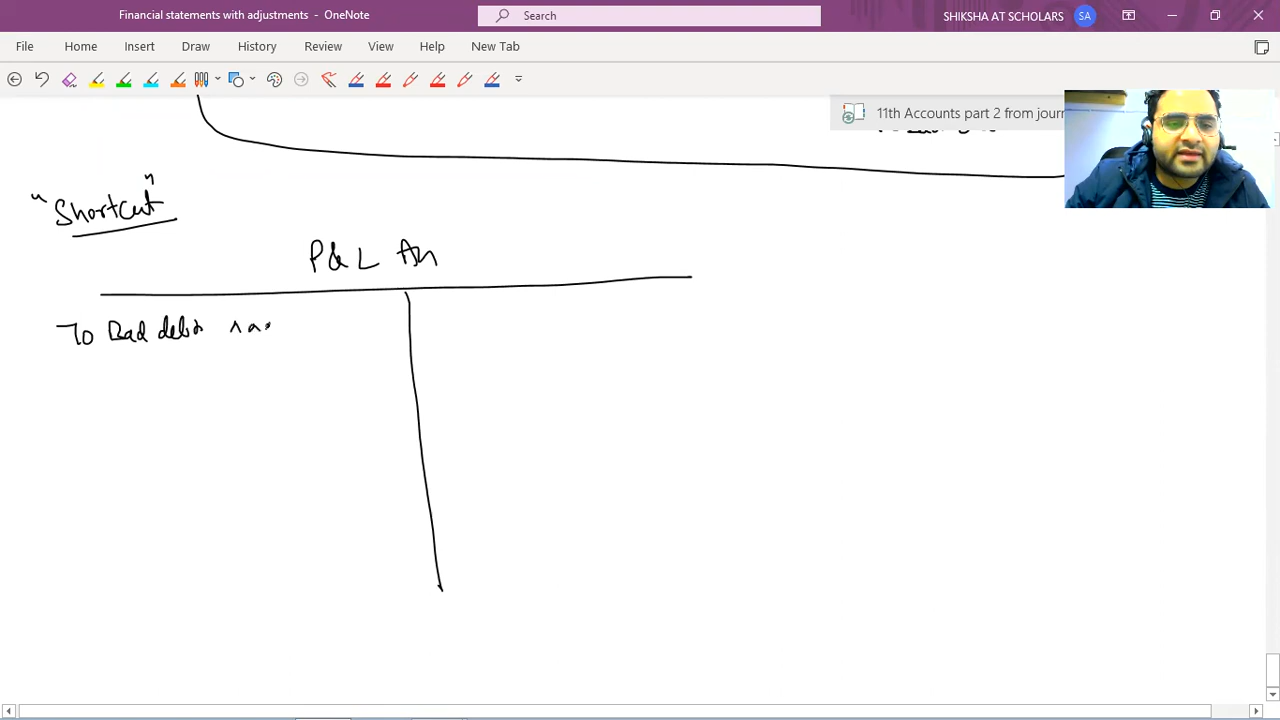 Financial statements with adjustments - OneNote
Search
SHIKSHA AT SCHOLARS SA
File Home Insert Draw History Review View Help New Tab
11th Accounts part 2 from jour
"Shortcut"
P & L A/c
To Bad debts